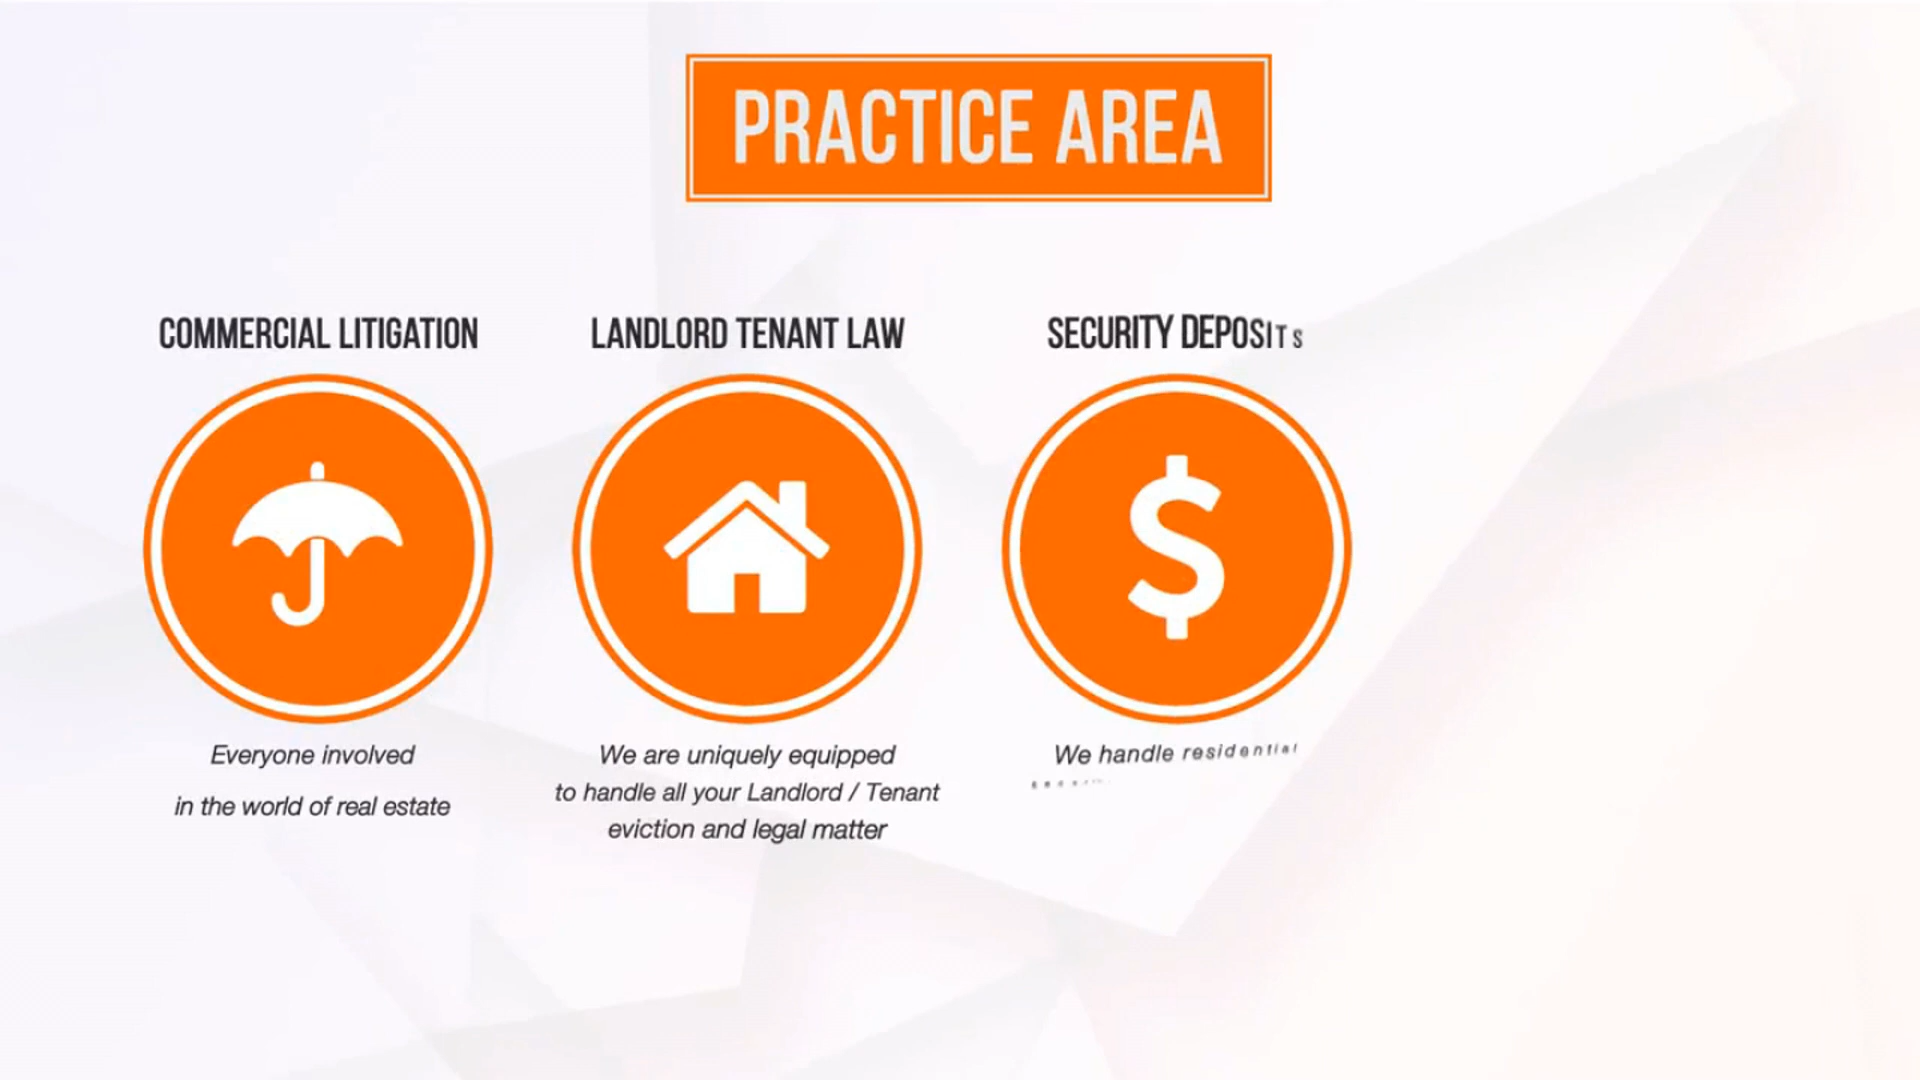 PRACTICE AREA
COMMERCIAL LITIGATION
LANDLORD TENANT LAW
SECURITY DEPOSITS
Everyone involved
in the world of real estate
We are uniquely equipped
to handle all your Landlord / Tenant
eviction and legal matter
We handle residential